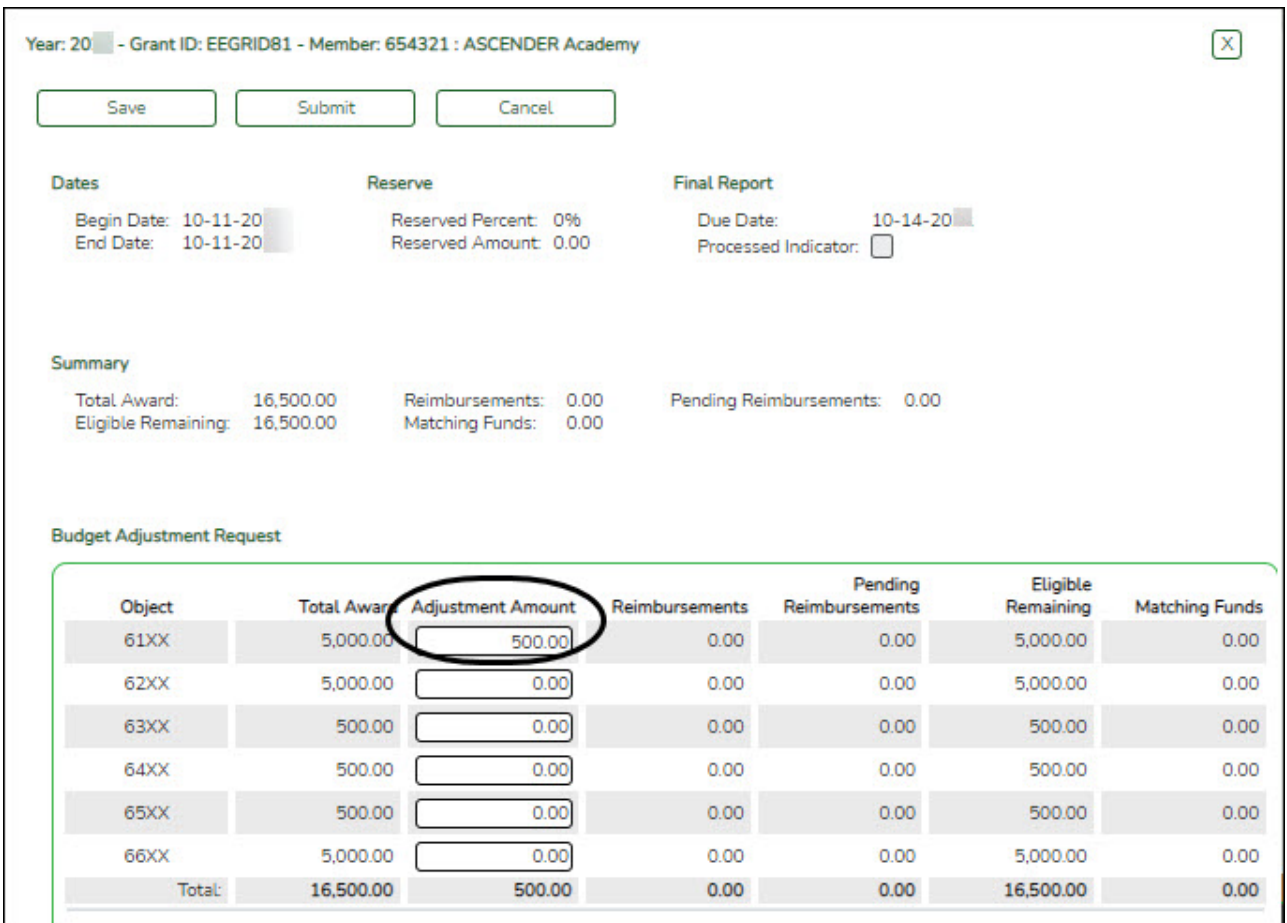 Year: 20 - Grant ID: EEGRID81 - Member: 654321 : ASCENDER Academy X
Save Submit Cancel
Dates Reserve Final Report
Begin Date: 10-11-20 Reserved Percent: 0% Due Date: 10-14-20
End Date: 10-11-20 Reserved Amount: 0.00 Processed Indicator:
Summary
Total Award: 16,500.00 Reimbursements: 0.00 Pending Reimbursements: 0.00
Eligible Remaining: 16,500.00 Matching Funds: 0.00
Budget Adjustment Request
Object Total Award Adjustment Amount Reimbursements Pending Reimbursements Eligible Remaining Matching Funds
61XX 5,000.00 500.00 0.00 0.00 5,000.00 0.00
62XX 5,000.00 0.00 0.00 0.00 5,000.00 0.00
63XX 500.00 0.00 0.00 0.00 500.00 0.00
64XX 500.00 0.00 0.00 0.00 500.00 0.00
65XX 500.00 0.00 0.00 0.00 500.00 0.00
66XX 5,000.00 0.00 0.00 0.00 5,000.00 0.00
Total: 16,500.00 500.00 0.00 0.00 16,500.00 0.00